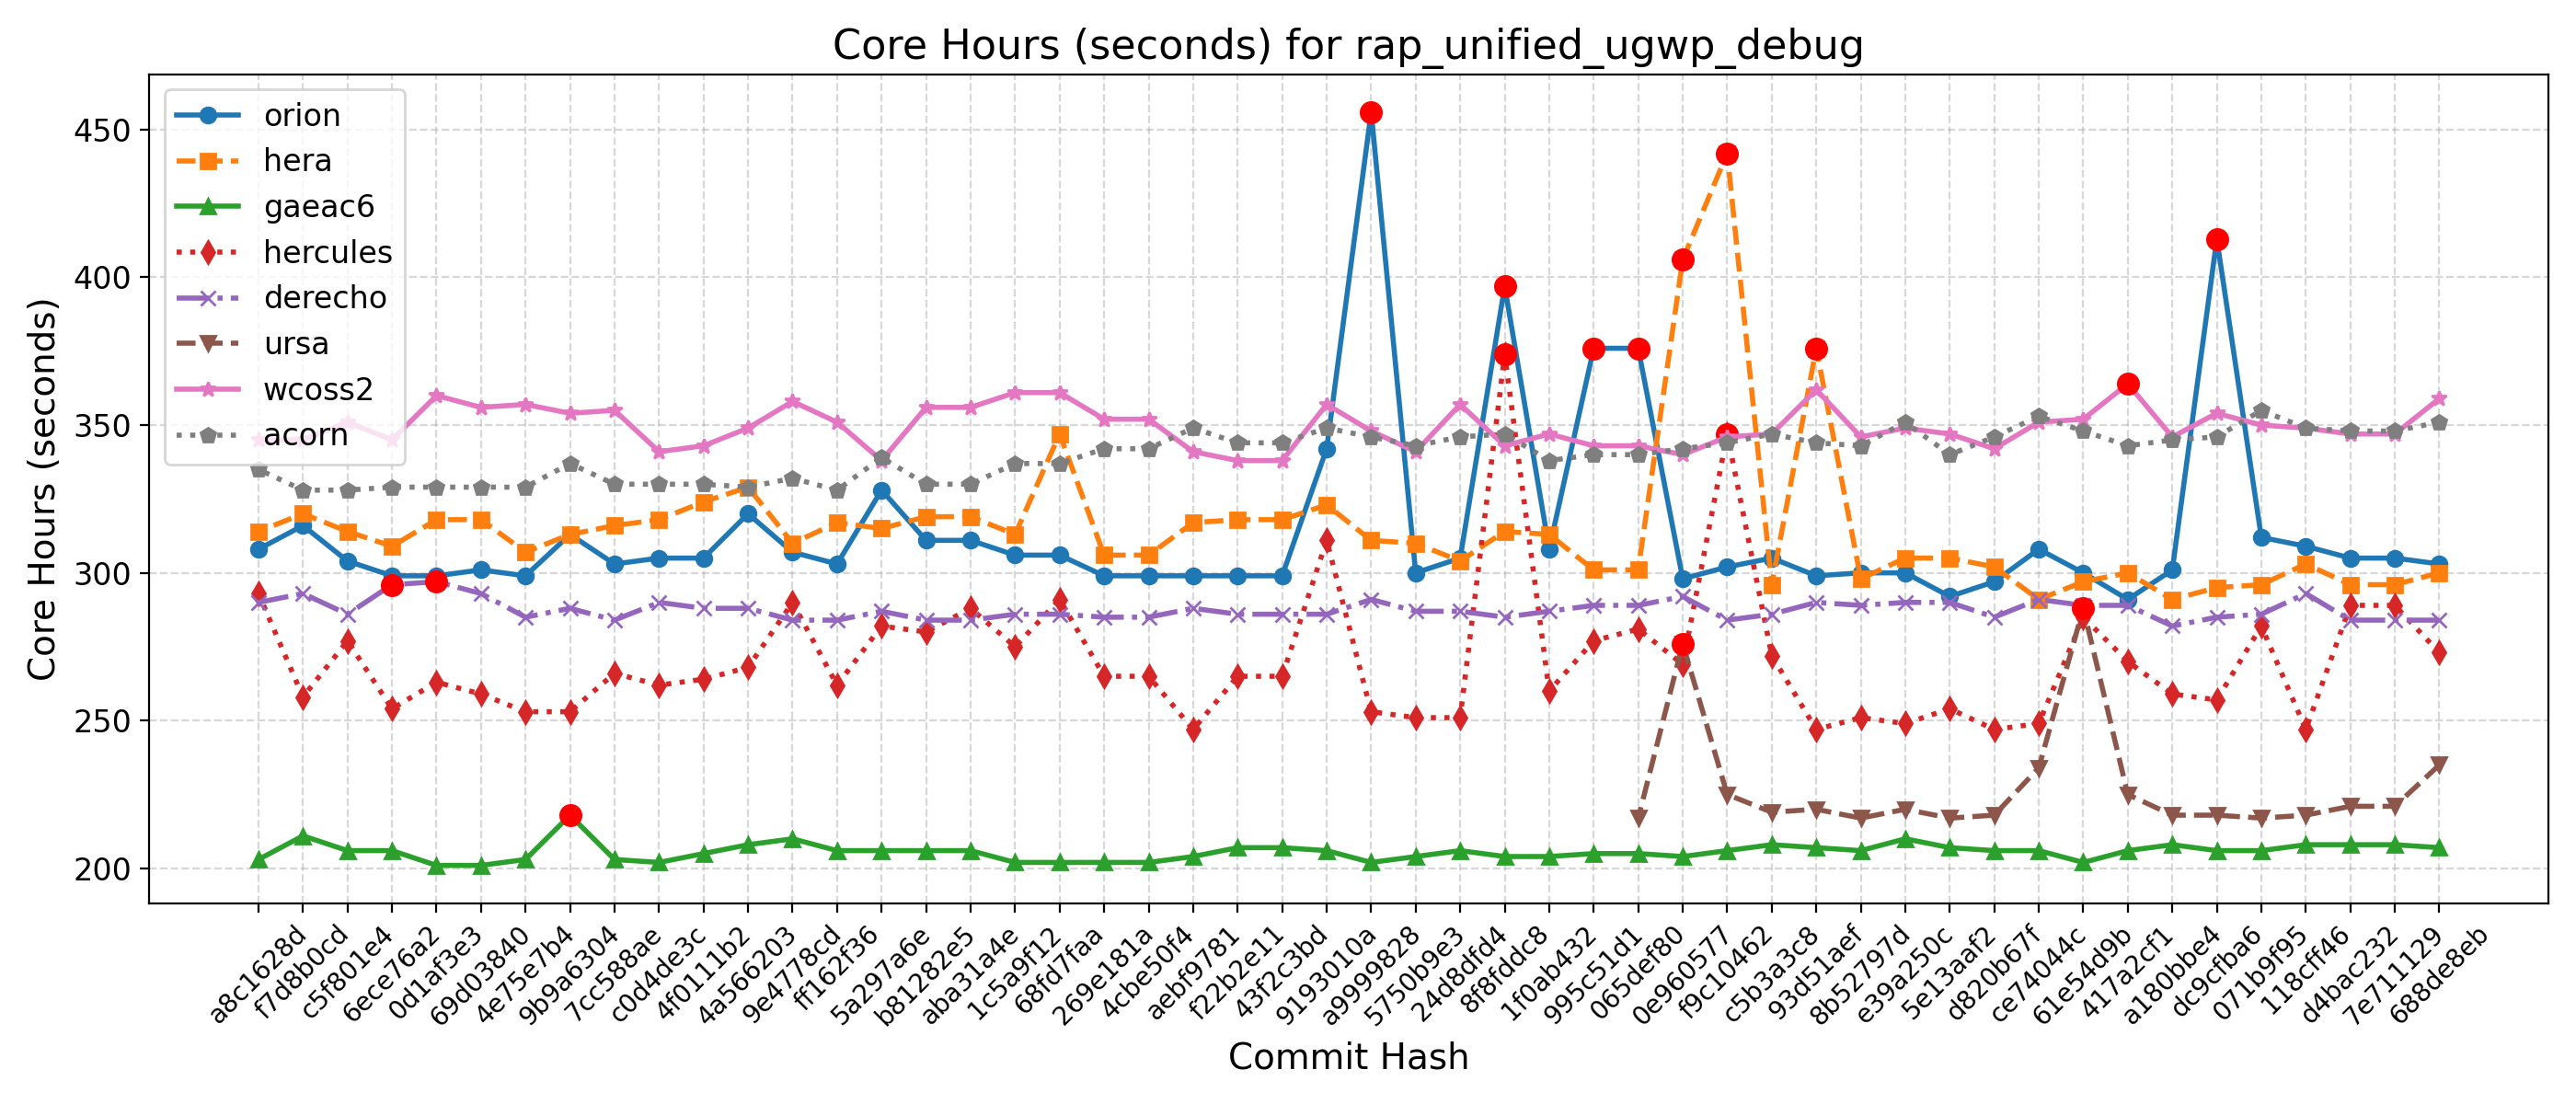 Core Hours (seconds) for rap_unified_ugwp_debug
Core Hours (seconds)
450
400
350
300
250
200
orion
hera
gaeac6
hercules
derecho
ursa
wcoss2
acorn
a8c1628d
f7d8b0cd
c5f801e4
6ece76a2
0d1af3e3
69d03840
4e75e7b4
9b9a6304
7cc588ae
c0d4de3c
4f0111b2
4a566203
9e4778cd
ff162f36
5a297a6e
b81282e5
aba31a4e
1c5a9f12
68fd7faa
269e181a
4cbe50f4
aebf9781
f22b2e11
43f2c3bd
9193010a
a9999828
5750b9e3
24d8dfd4
8f8fddc8
1f0ab432
995c51d1
065def80
0e960577
f9c10462
c5b3a3c8
93d51aef
8b52797d
e39a250c
5e13aaf2
d820b67f
ce74044c
61e54d9b
417a2cf1
a180bbe4
dc9cfba6
071b9f95
118cff46
d4bac232
7e711129
688de8eb
Commit Hash